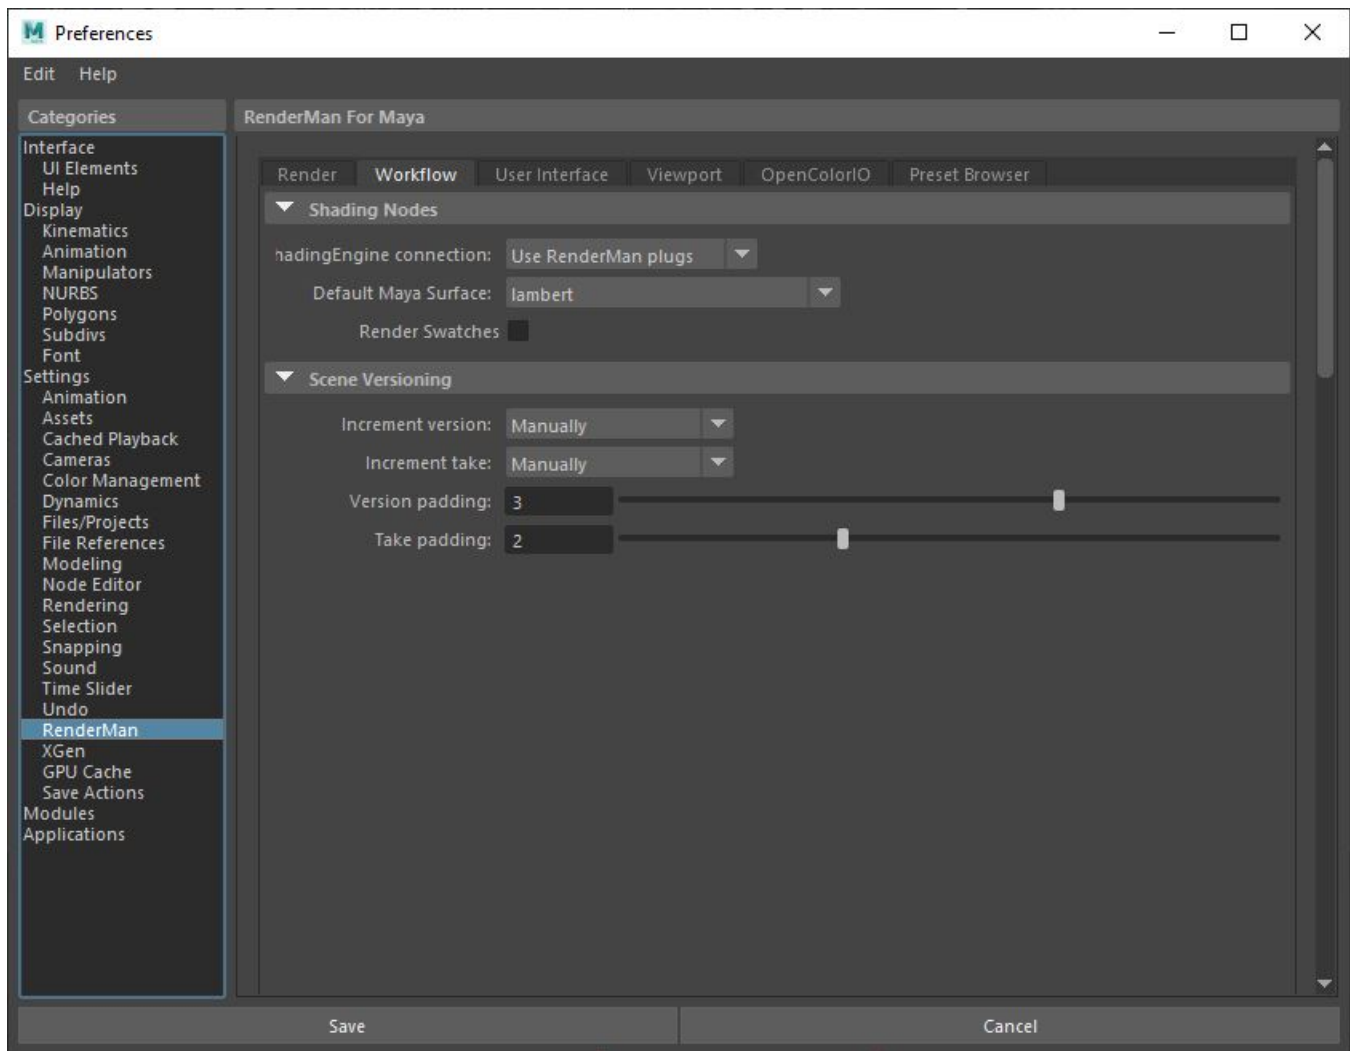 Preferences
Edit Help
Categories
RenderMan For Maya
Interface
UI Elements
Help
Display
Kinematics
Animation
Manipulators
NURBS
Polygons
Subdivs
Font
Settings
Animation
Assets
Cached Playback
Cameras
Color Management
Dynamics
Files/Projects
File References
Modeling
Node Editor
Rendering
Selection
Snapping
Sound
Time Slider
Undo
RenderMan
XGen
GPU Cache
Save Actions
Modules
Applications
Render Workflow User Interface Viewport OpenColorIO Preset Browser
Shading Nodes
hadingEngine connection: Use RenderMan plugs
Default Maya Surface: lambert
Render Swatches
Scene Versioning
Increment version: Manually
Increment take: Manually
Version padding: 3
Take padding: 2
Save Cancel